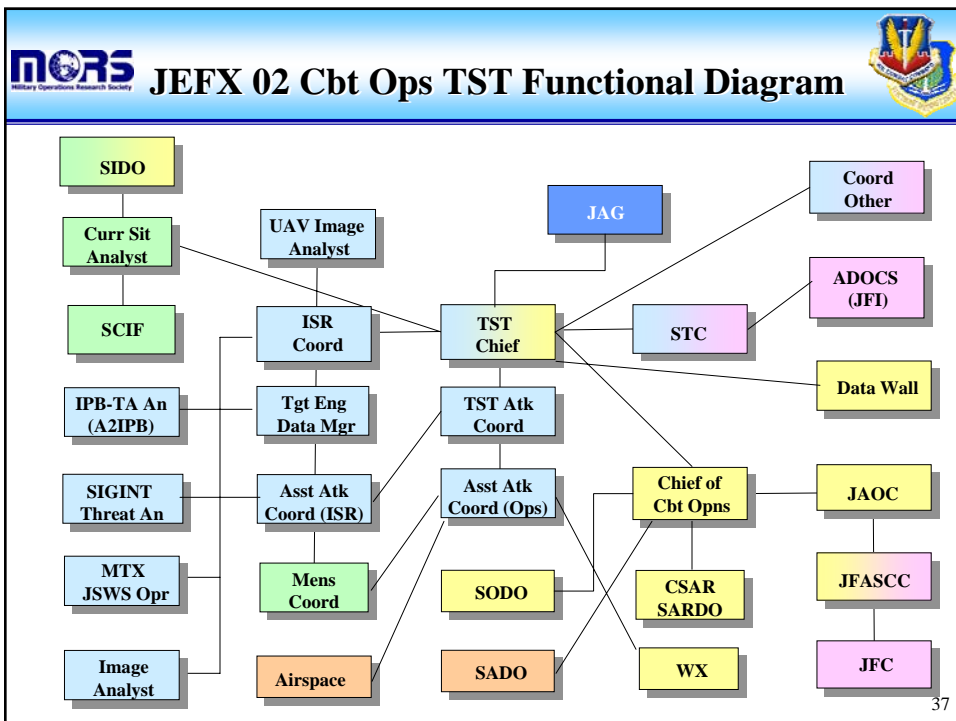 MORS
Military Operations Research Society
JEFX 02 Cbt Ops TST Functional Diagram
SIDO
Curr Sit
Analyst
SCIF
UAV Image
Analyst
JAG
Coord
Other
ISR
Coord
TST
Chief
STC
ADOCS
(JFI)
Data Wall
IPB-TA An
(A2IPB)
Tgt Eng
Data Mgr
TST Atk
Coord
SIGINT
Threat An
Asst Atk
Coord (ISR)
Asst Atk
Coord (Ops)
Chief of
Cbt Opns
JAOC
MTX
JSWS Opr
Mens
Coord
SODO
CSAR
SARDO
JFASCC
Image
Analyst
Airspace
SADO
WX
JFC
37